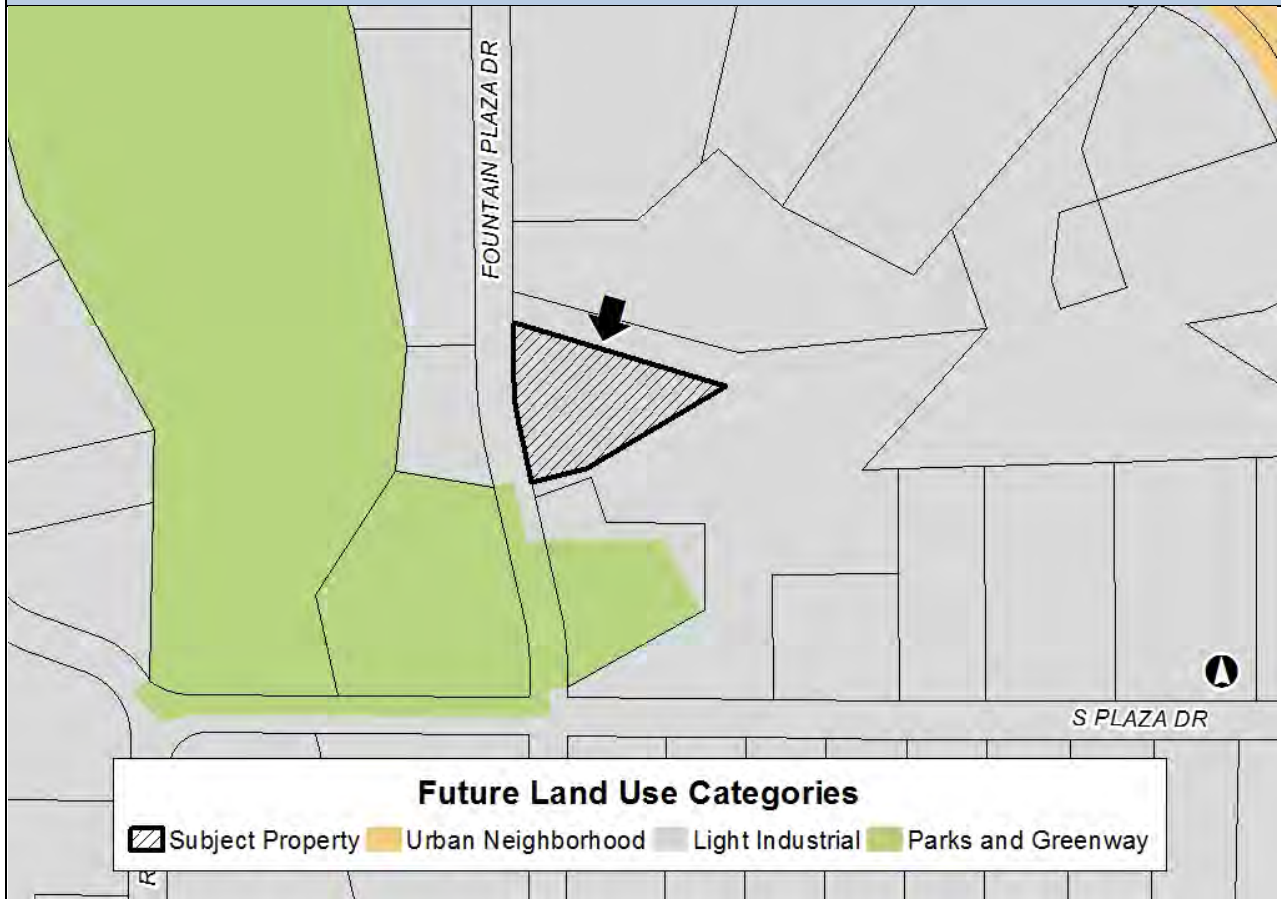 FOUNTAIN PLAZA DR
S PLAZA DR
Future Land Use Categories
Subject Property Urban Neighborhood Light Industrial Parks and Greenway
R